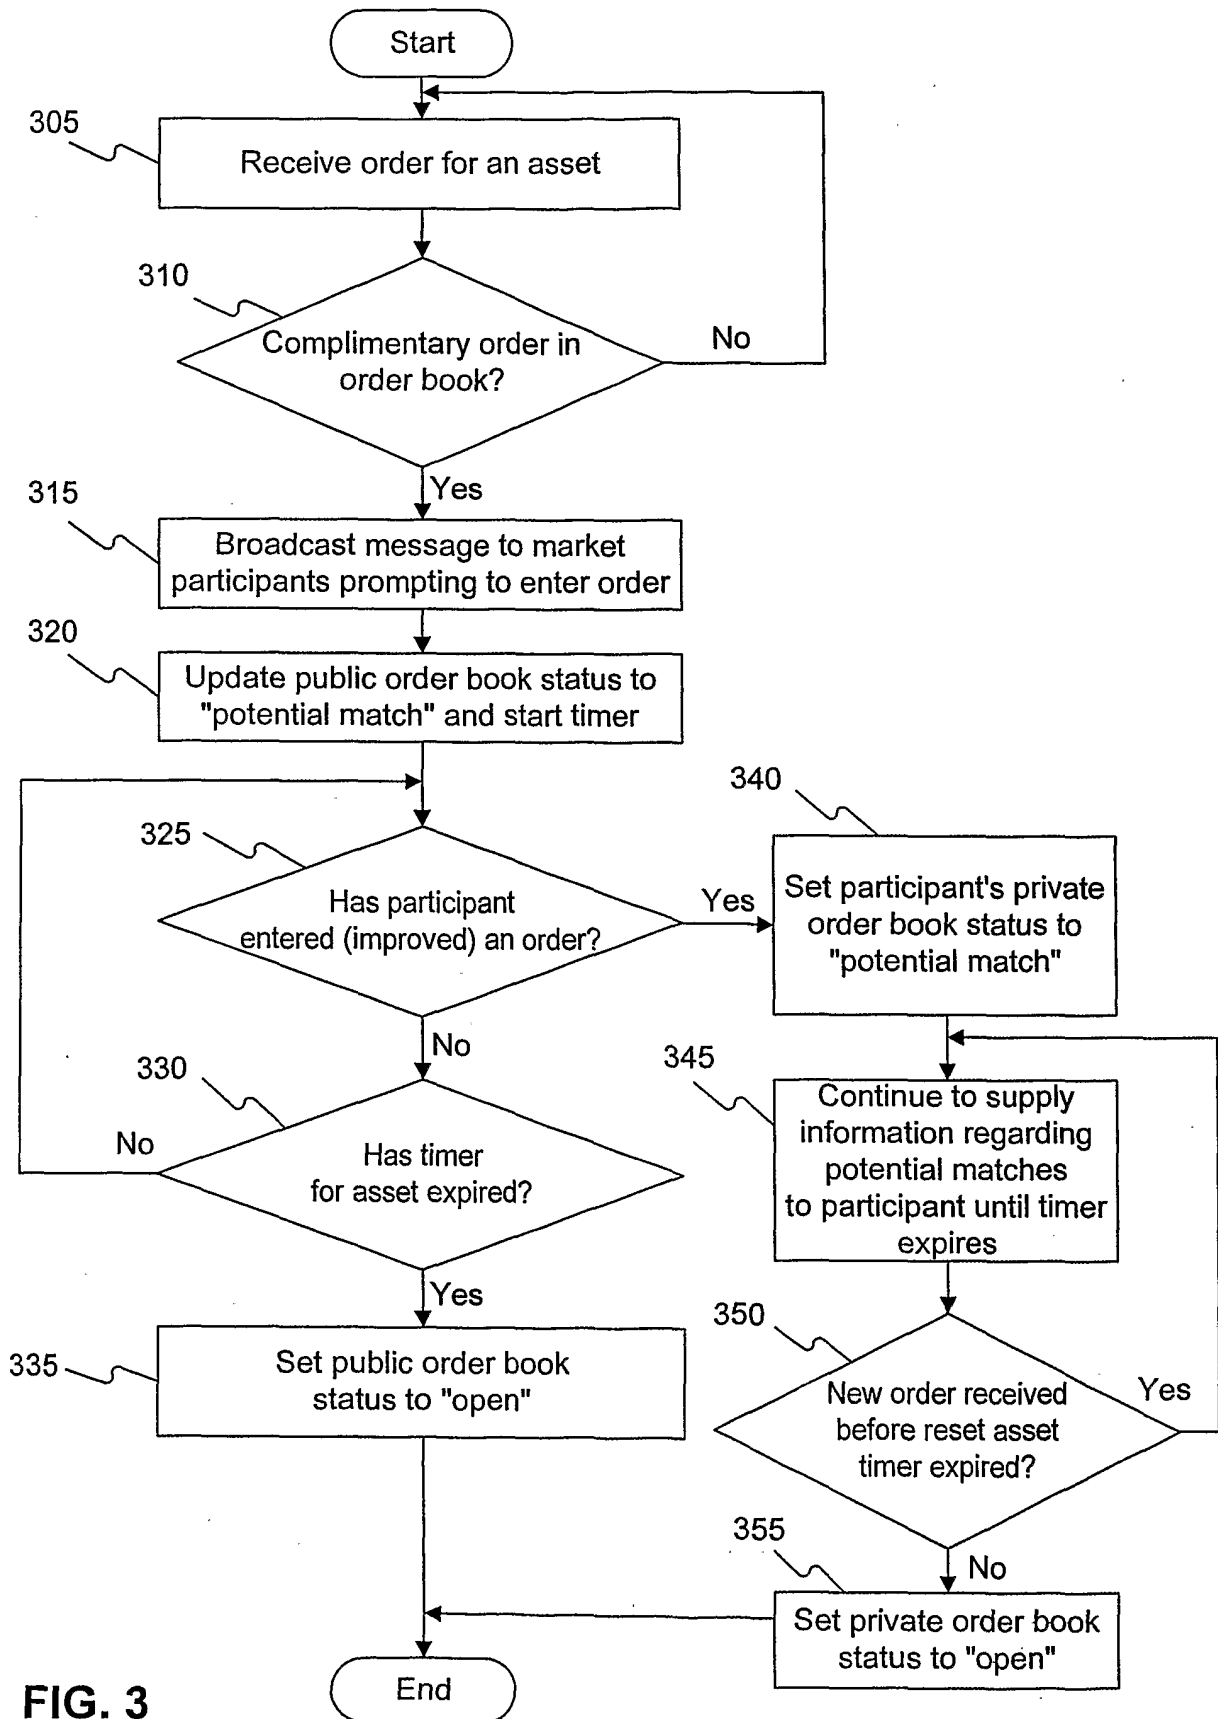 Start
305
Receive order for an asset
310
Complimentary order in
order book?
No
Yes
315
Broadcast message to market
participants prompting to enter order
320
Update public order book status to
"potential match" and start timer
325
Has participant
entered (improved) an order?
Yes
340
Set participant's private
order book status to
"potential match"
No
330
Has timer
for asset expired?
No
345
Continue to supply
information regarding
potential matches
to participant until timer
expires
Yes
335
Set public order book
status to "open"
350
New order received
before reset asset
timer expired?
Yes
No
355
Set private order book
status to "open"
End
FIG. 3